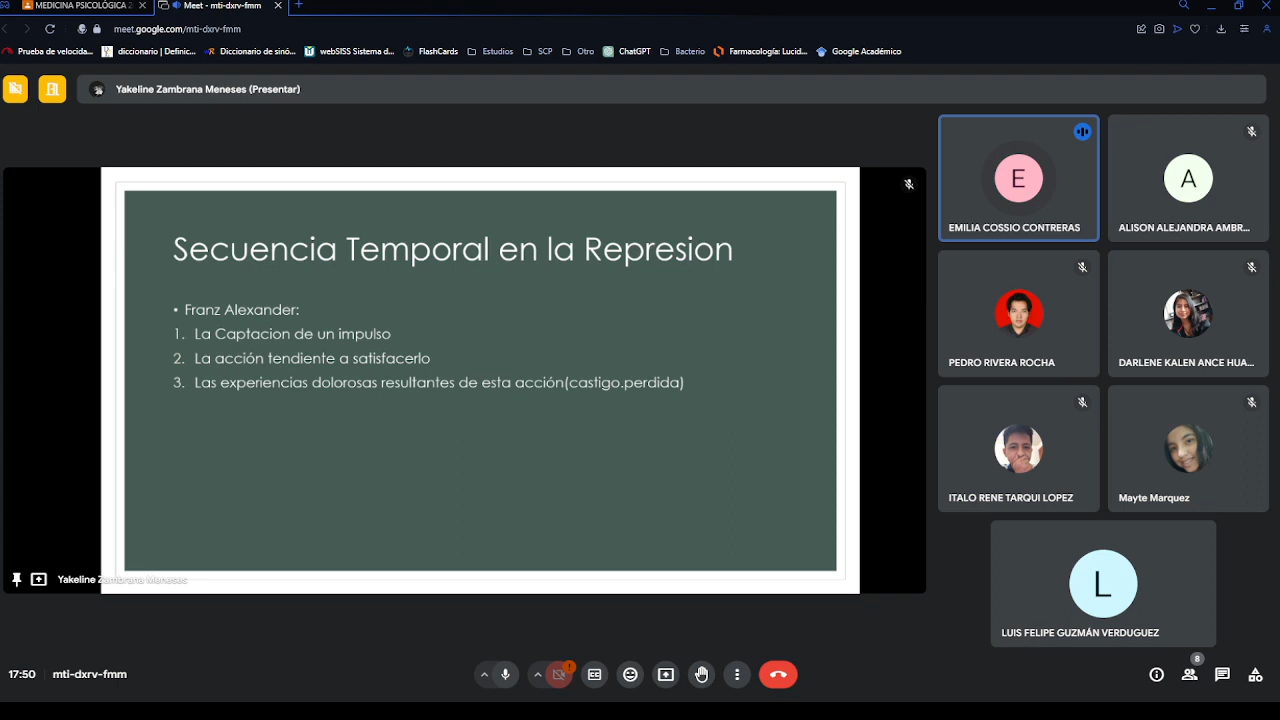 MEDICINA PSICOLÓGICA 2
Meet - mti-dxrv-fmm
meet.google.com/mti-dxrv-fmm
Prueba de velocida...
diccionario | Definic...
Diccionario de sinó...
webSISS Sistema d...
FlashCards
Estudios
SCP
Otro
ChatGPT
Bacterio
Farmacología: Lucid...
Google Académico
Yakeline Zambrana Meneses (Presentar)
Secuencia Temporal en la Represion
• Franz Alexander:
1. La Captacion de un impulso
2. La acción tendiente a satisfacerlo
3. Las experiencias dolorosas resultantes de esta acción(castigo.perdida)
Yakeline Zambrana Meneses
E
EMILIA COSSIO CONTRERAS
A
ALISON ALEJANDRA AMBR...
PEDRO RIVERA ROCHA
DARLENE KALEN ANCE HUA...
ITALO RENE TARQUI LOPEZ
Mayte Marquez
L
LUIS FELIPE GUZMÁN VERDUGUEZ
17:50
mti-dxrv-fmm
8